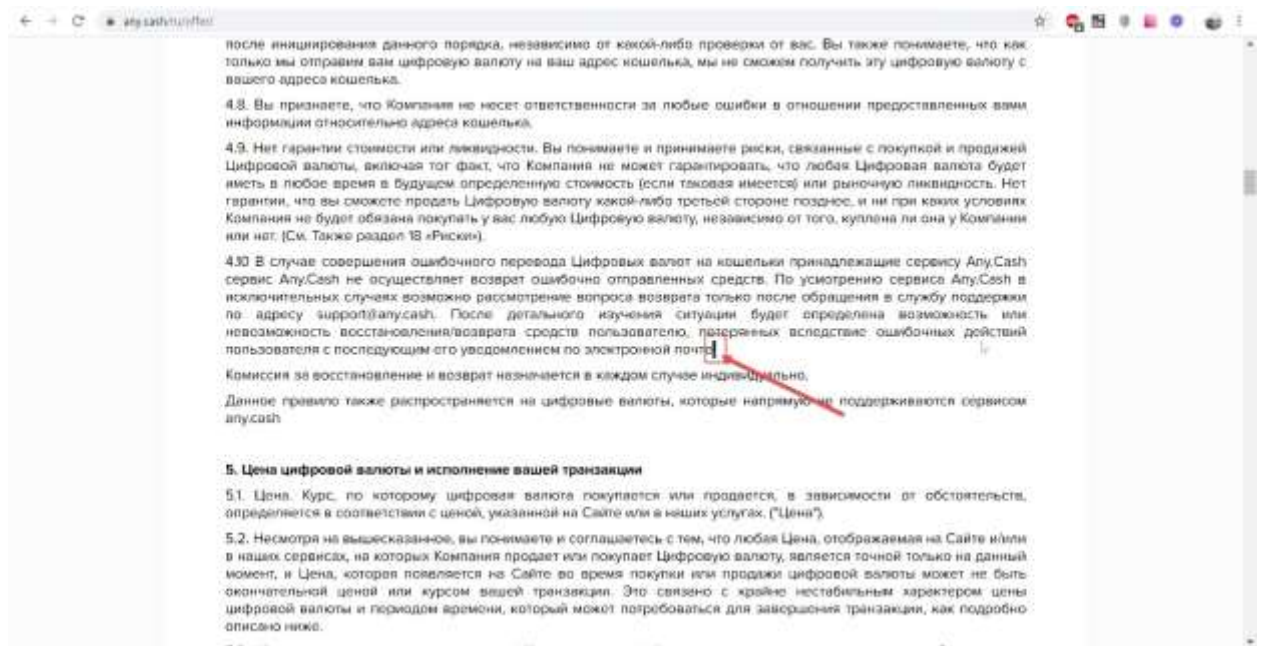 any.cash/ru/offer/
после инициирования данного порядка, независимо от какой-либо проверки от вас. Вы также понимаете, что как
только мы отправим вам цифровую валюту на ваш адрес кошелька, мы не сможем получить эту цифровую валюту с
вашего адреса кошелька.
4.8. Вы признаете, что Компания не несет ответственности за любые ошибки в отношении предоставленных вами
информации относительно адреса кошелька.
4.9. Нет гарантии стоимости или ликвидности. Вы понимаете и принимаете риски, связанные с покупкой и продажей
Цифровой валюты, включая тот факт, что Компания не может гарантировать, что любая Цифровая валюта будет
иметь в любое время в будущем определенную стоимость (если таковая имеется) или рыночную ликвидность. Нет
гарантии, что вы сможете продать Цифровую валюту какой-либо третьей стороне позднее, и ни при каких условиях
Компания не будет обязана покупать у вас любую Цифровую валюту, независимо от того, куплена ли она у Компании
или нет. (См. Также раздел 18 «Риски»).
4.10 В случае совершения ошибочного перевода Цифровых валют на кошельки принадлежащие сервису Any.Cash
сервис Any.Cash не осуществляет возврат ошибочно отправленных средств. По усмотрению сервиса Any.Cash в
исключительных случаях возможно рассмотрение вопроса возврата только после обращения в службу поддержки
по адресу support@any.cash. После детального изучения ситуации будет определена возможность или
невозможность восстановления/возврата средств пользователю, потерянных вследствие ошибочных действий
пользователя с последующим его уведомлением по электронной почте
Комиссия за восстановление и возврат назначается в каждом случае индивидуально.
Данное правило также распространяется на цифровые валюты, которые напрямую не поддерживаются сервисом
any.cash
5. Цена цифровой валюты и исполнение вашей транзакции
5.1. Цена. Курс, по которому цифровая валюта покупается или продается, в зависимости от обстоятельств,
определяется в соответствии с ценой, указанной на Сайте или в наших услугах. ("Цена").
5.2. Несмотря на вышесказанное, вы понимаете и соглашаетесь с тем, что любая Цена, отображаемая на Сайте и/или
в наших сервисах, на которых Компания продает или покупает Цифровую валюту, является точной только на данный
момент, и Цена, которая появляется на Сайте во время покупки или продажи цифровой валюты может не быть
окончательной ценой или курсом вашей транзакции. Это связано с крайне нестабильным характером цены
цифровой валюты и периодом времени, который может потребоваться для завершения транзакции, как подробно
описано ниже.